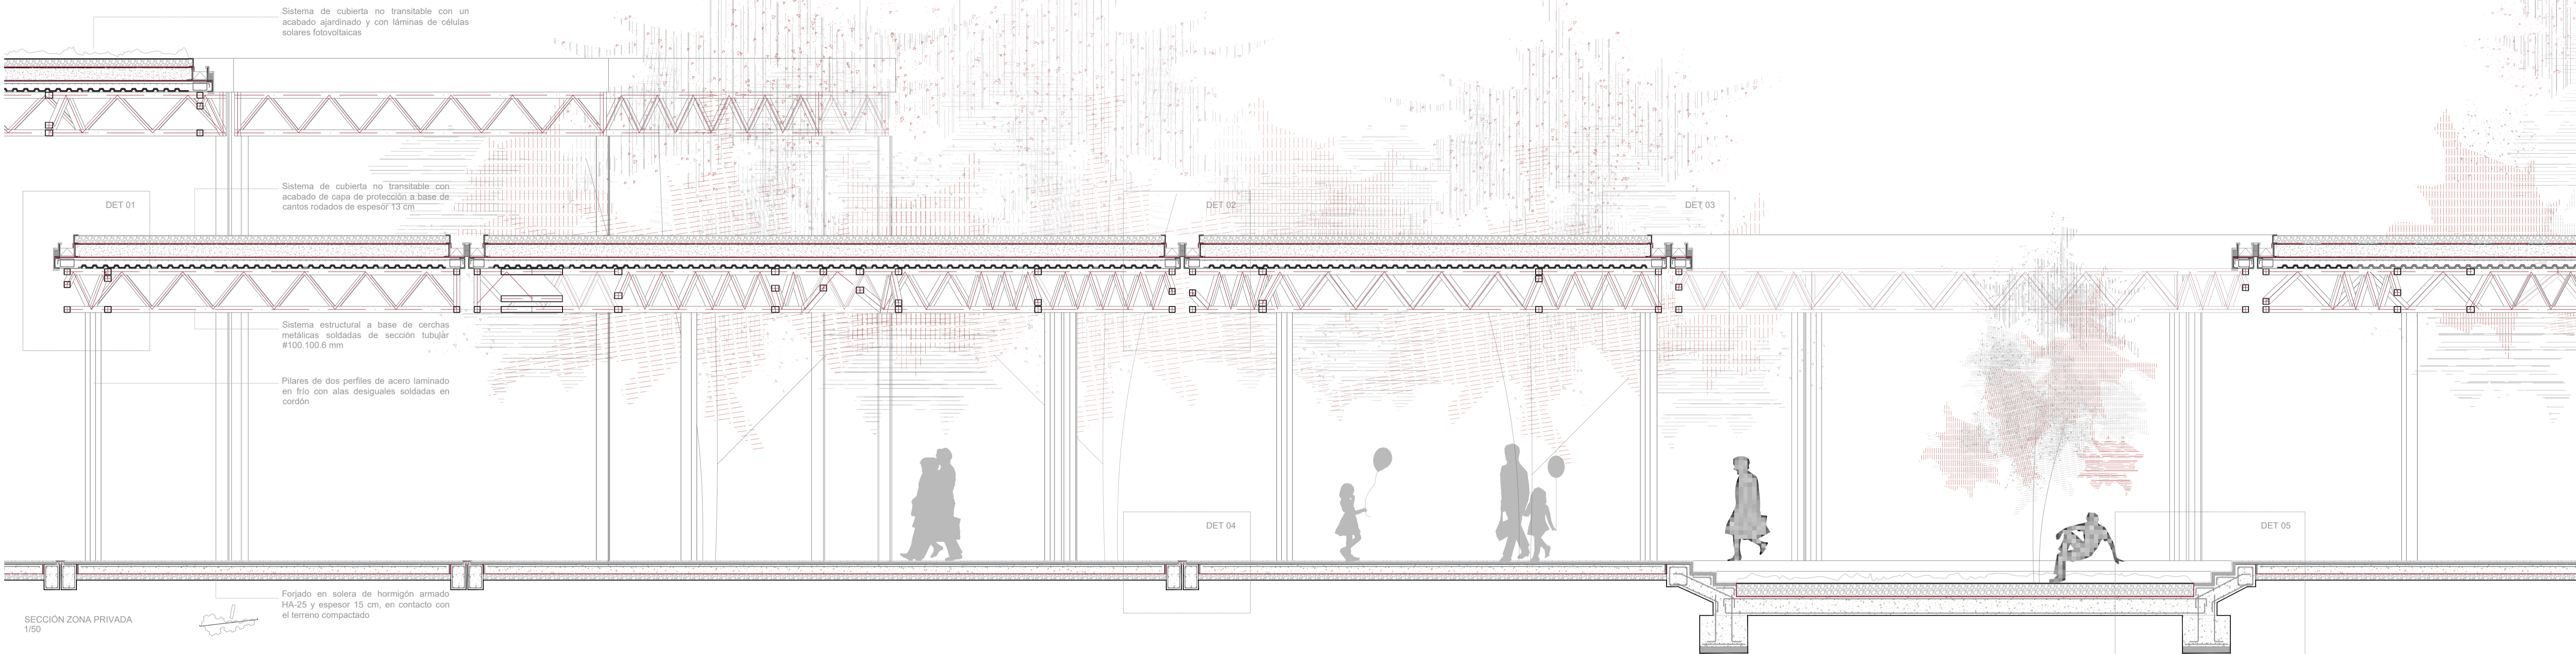 Sistema de cubierta no transitable con un
acabado ajardinado y con láminas de células
solares fotovoltaicas
DET 01
Sistema de cubierta no transitable con
acabado de capa de protección a base de
cantos rodados de espesor 13 cm
DET 02
DET 03
Sistema estructural a base de cerchas
metálicas soldadas de sección tubular
#100.100.6 mm
Pilares de dos perfiles de acero laminado
en frío con alas desiguales soldadas en
cordón
DET 04
DET 05
Forjado en solera de hormigón armado
HA-25 y espesor 15 cm, en contacto con
el terreno compactado
SECCIÓN ZONA PRIVADA
1/50